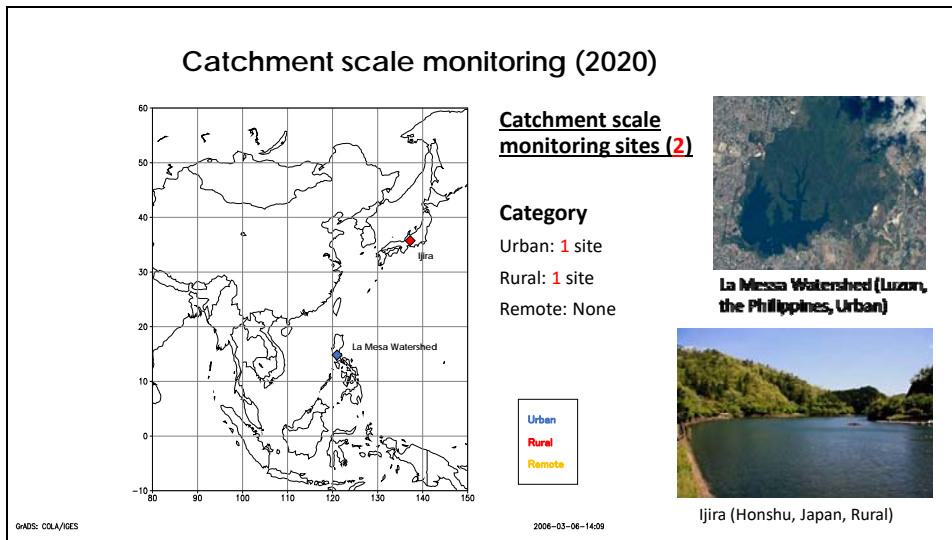 Catchment scale monitoring (2020)
60
50
40
30
20
10
0
−10
80 90 100 110 120 130 140 150
Ijira
La Mesa Watershed
GrADS: COLA/IGES
2006-03-06-14:09
Catchment scale
monitoring sites (2)
Category
Urban: 1 site
Rural: 1 site
Remote: None
Urban
Rural
Remote
La Messa Watershed (Luzon,
the Philippines, Urban)
Ijira (Honshu, Japan, Rural)